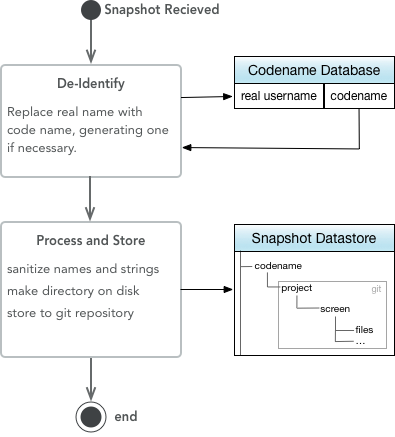 Snapshot Recieved
De-Identify
Replace real name with
code name, generating one
if necessary.
Codename Database
real username
codename
Process and Store
sanitize names and strings
make directory on disk
store to git repository
Snapshot Datastore
codename
project
git
screen
files
...
end